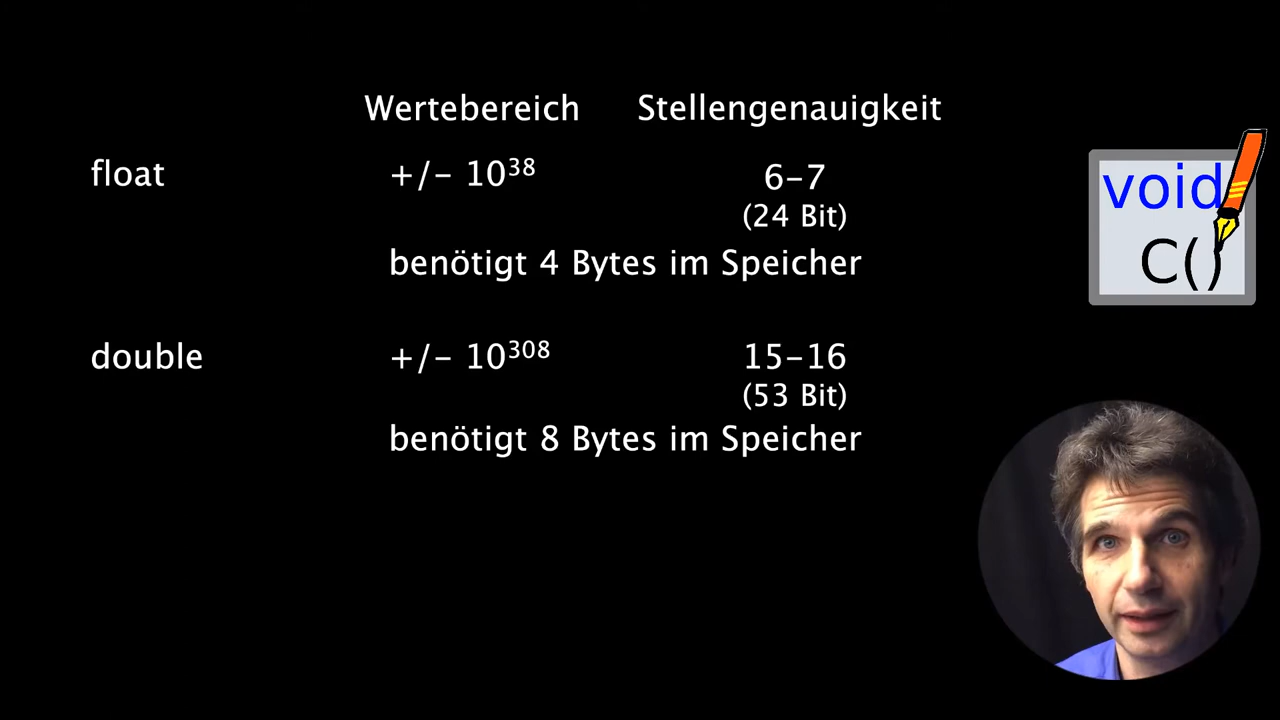 Wertebereich Stellengenauigkeit
float +/- 10³⁸ 6-7
(24 Bit)
benötigt 4 Bytes im Speicher
double +/- 10³⁰⁸ 15-16
(53 Bit)
benötigt 8 Bytes im Speicher
void
C()